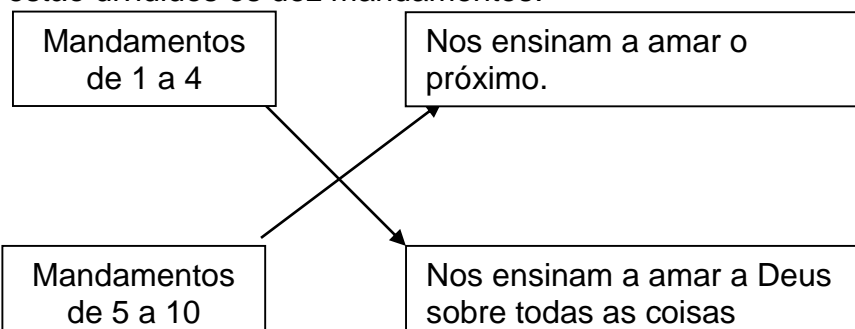 estão divididos os dez mandamentos.
Mandamentos
de 1 a 4
Nos ensinam a amar o
próximo.
Mandamentos
de 5 a 10
Nos ensinam a amar a Deus
sobre todas as coisas